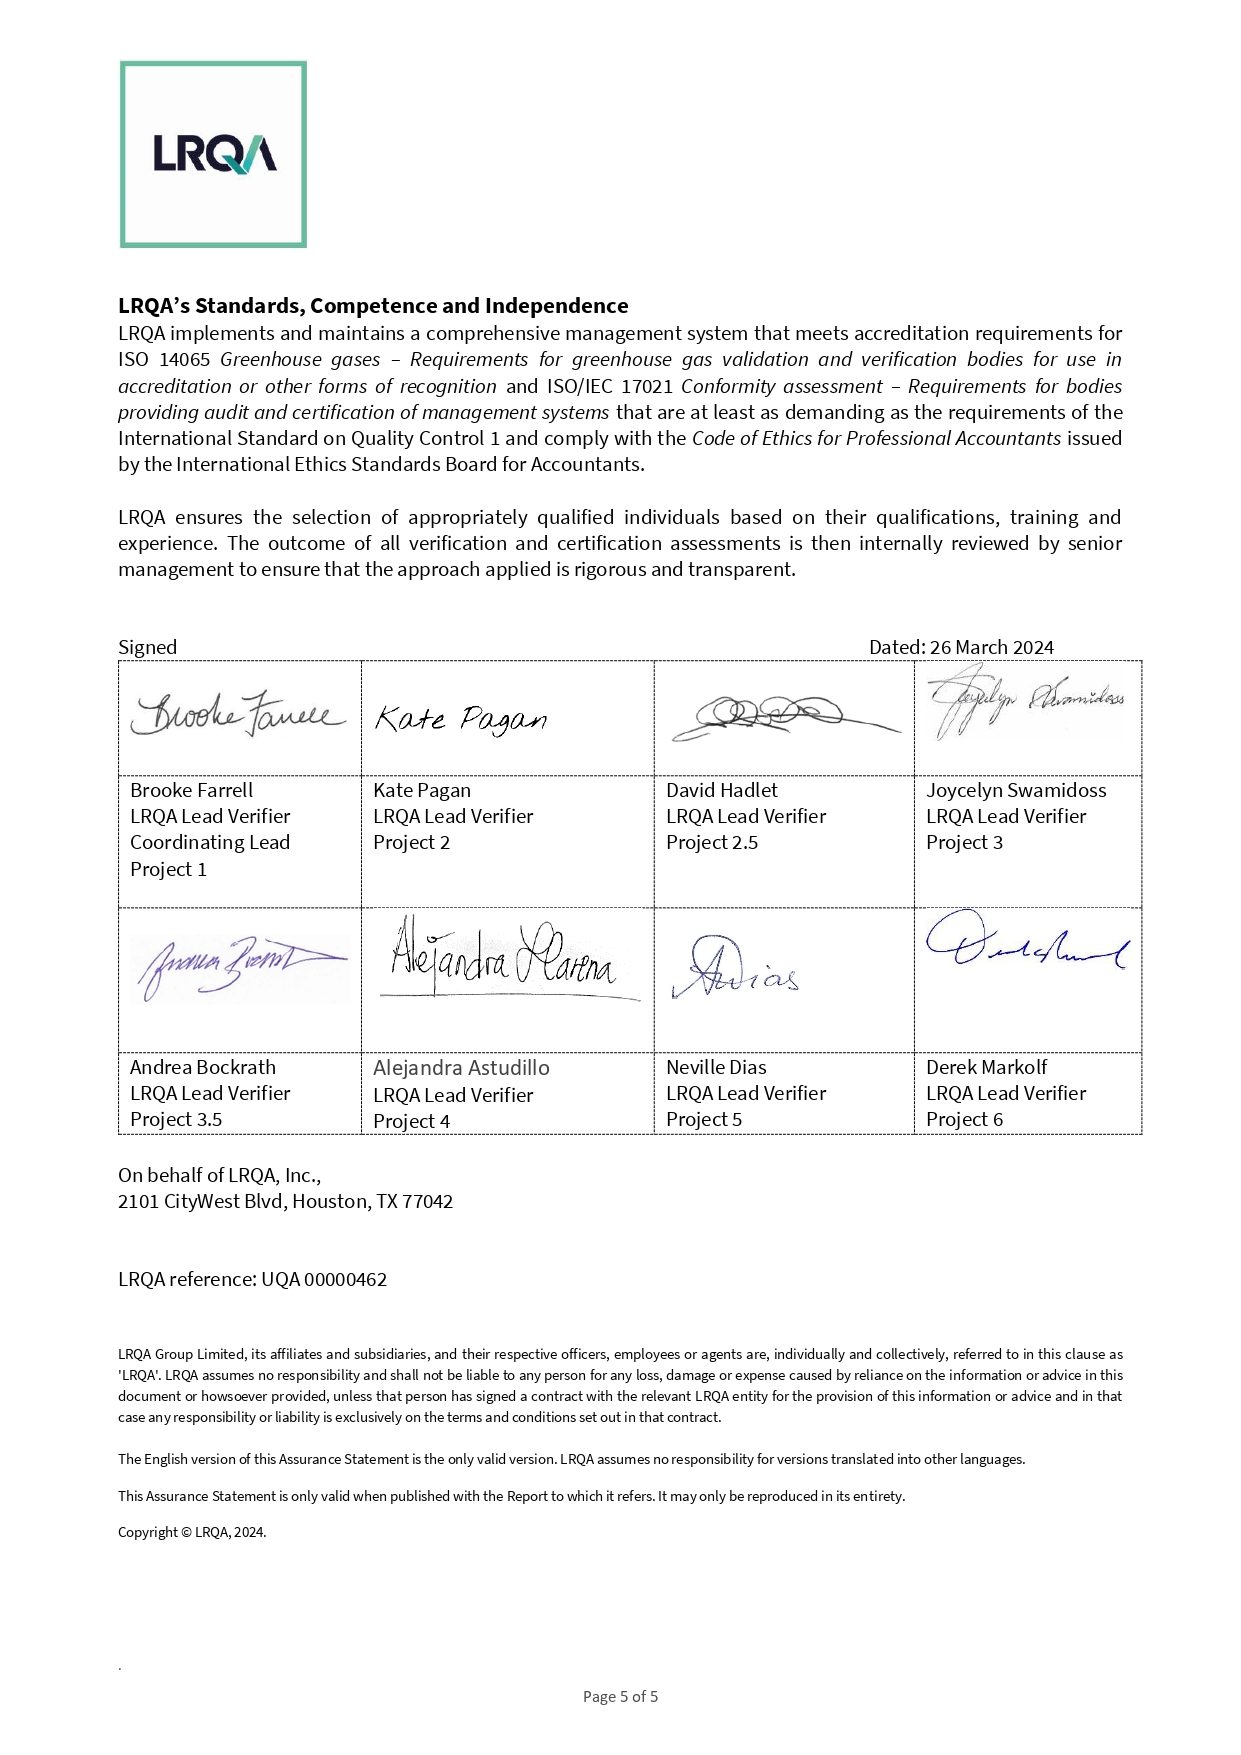 LRQA
LRQA’s Standards, Competence and Independence
LRQA implements and maintains a comprehensive management system that meets accreditation requirements for
ISO 14065 Greenhouse gases – Requirements for greenhouse gas validation and verification bodies for use in
accreditation or other forms of recognition and ISO/IEC 17021 Conformity assessment – Requirements for bodies
providing audit and certification of management systems that are at least as demanding as the requirements of the
International Standard on Quality Control 1 and comply with the Code of Ethics for Professional Accountants issued
by the International Ethics Standards Board for Accountants.
LRQA ensures the selection of appropriately qualified individuals based on their qualifications, training and
experience. The outcome of all verification and certification assessments is then internally reviewed by senior
management to ensure that the approach applied is rigorous and transparent.
Signed Dated: 26 March 2024
Brooke Farrell Kate Pagan Joycelyn Swamidoss
Brooke Farrell Kate Pagan David Hadlet Joycelyn Swamidoss
LRQA Lead Verifier LRQA Lead Verifier LRQA Lead Verifier LRQA Lead Verifier
Coordinating Lead Project 2 Project 2.5 Project 3
Project 1
Alejandra Dias
Andrea Bockrath Alejandra Astudillo Neville Dias Derek Markolf
LRQA Lead Verifier LRQA Lead Verifier LRQA Lead Verifier LRQA Lead Verifier
Project 3.5 Project 4 Project 5 Project 6
On behalf of LRQA, Inc.,
2101 CityWest Blvd, Houston, TX 77042
LRQA reference: UQA 00000462
LRQA Group Limited, its affiliates and subsidiaries, and their respective officers, employees or agents are, individually and collectively, referred to in this clause as
'LRQA'. LRQA assumes no responsibility and shall not be liable to any person for any loss, damage or expense caused by reliance on the information or advice in this
document or howsoever provided, unless that person has signed a contract with the relevant LRQA entity for the provision of this information or advice and in that
case any responsibility or liability is exclusively on the terms and conditions set out in that contract.
The English version of this Assurance Statement is the only valid version. LRQA assumes no responsibility for versions translated into other languages.
This Assurance Statement is only valid when published with the Report to which it refers. It may only be reproduced in its entirety.
Copyright © LRQA, 2024.
.
Page 5 of 5